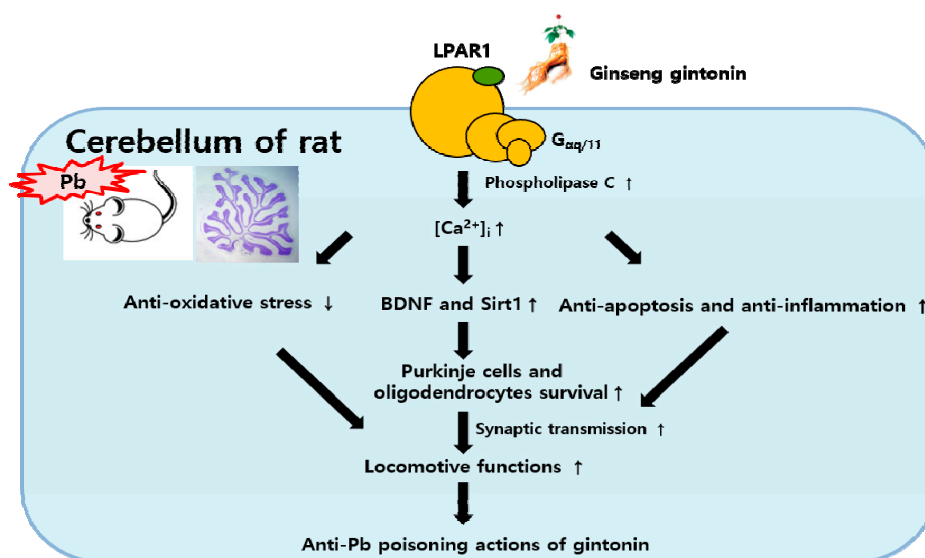 LPAR1
Ginseng gintonin
Gαq/11
Cerebellum of rat
Pb
Phospholipase C ↑
[Ca²⁺]ᵢ ↑
Anti-oxidative stress ↓
BDNF and Sirt1 ↑
Anti-apoptosis and anti-inflammation ↑
Purkinje cells and
oligodendrocytes survival ↑
Synaptic transmission ↑
Locomotive functions ↑
Anti-Pb poisoning actions of gintonin